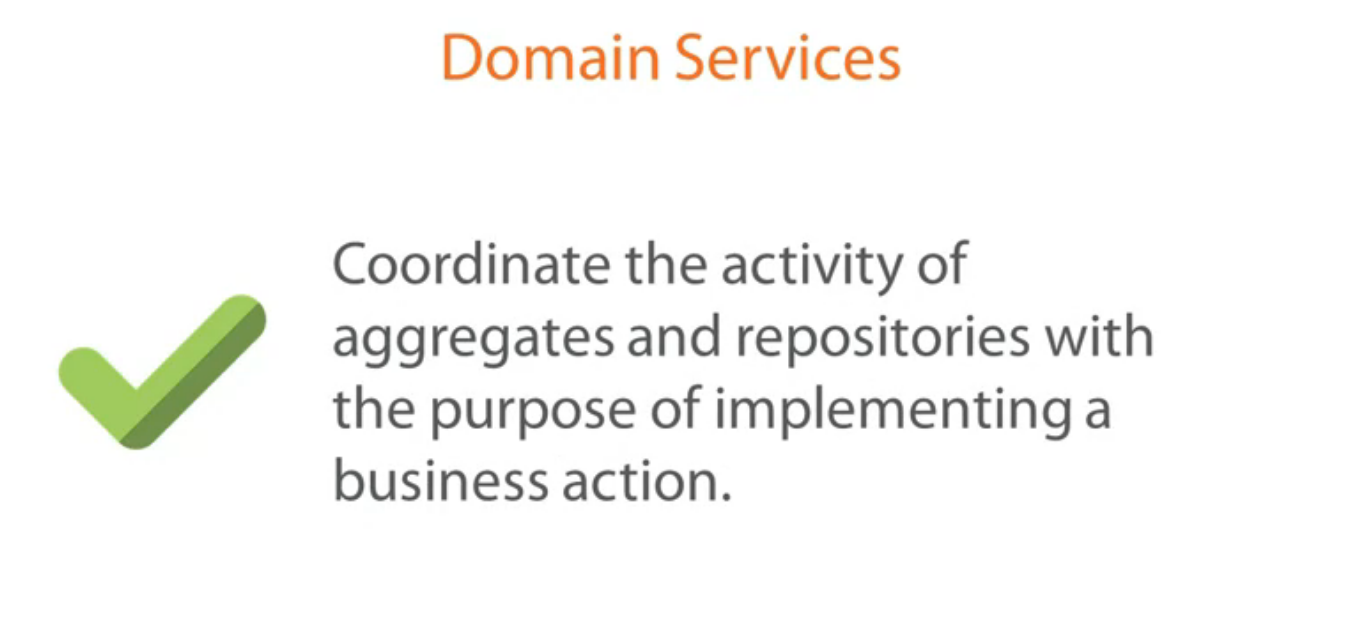 Domain Services
Coordinate the activity of
aggregates and repositories with
the purpose of implementing a
business action.